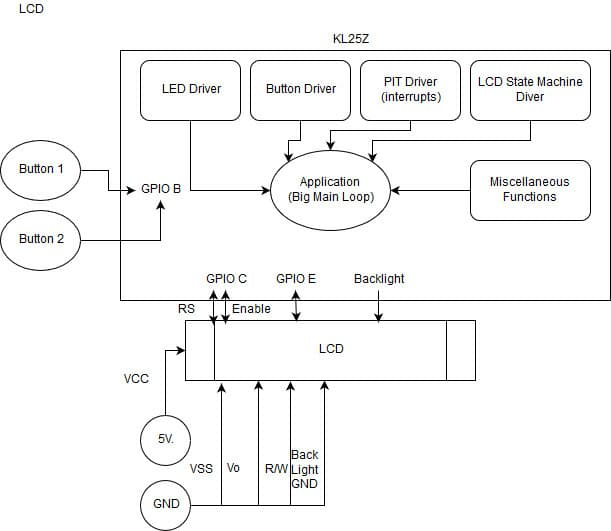 LCD
KL25Z
LED Driver
Button Driver
PIT Driver
(interrupts)
LCD State Machine
Diver
Button 1
GPIO B
Application
(Big Main Loop)
Miscellaneous
Functions
Button 2
GPIO C
GPIO E
Backlight
RS
Enable
LCD
VCC
5V.
VSS
Vo
R/W
Back
Light
GND
GND